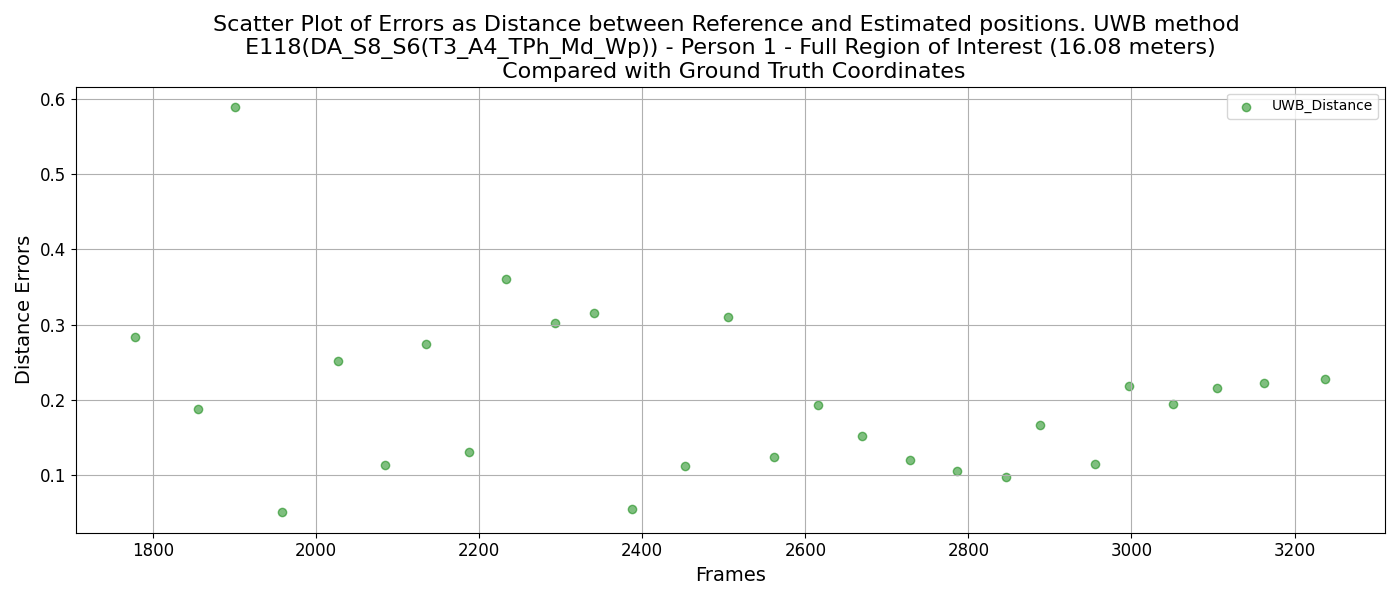 Scatter Plot of Errors as Distance between Reference and Estimated positions. UWB method
E118(DA_S8_S6(T3_A4_TPh_Md_Wp)) - Person 1 - Full Region of Interest (16.08 meters)
Compared with Ground Truth Coordinates
UWB_Distance
Distance Errors
0.6
0.5
0.4
0.3
0.2
0.1
1800 2000 2200 2400 2600 2800 3000 3200
Frames